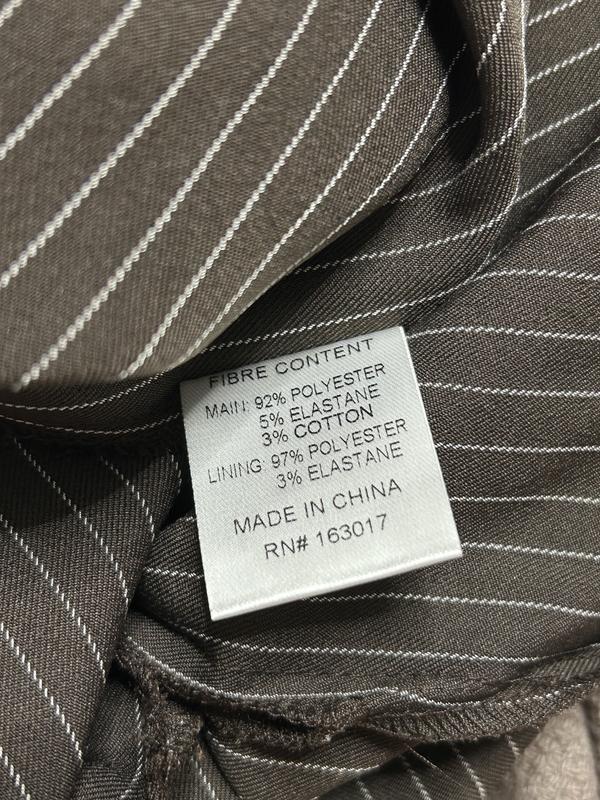 FIBRE CONTENT
MAIN: 92% POLYESTER
5% ELASTANE
3% COTTON
LINING: 97% POLYESTER
3% ELASTANE
MADE IN CHINA
RN# 163017